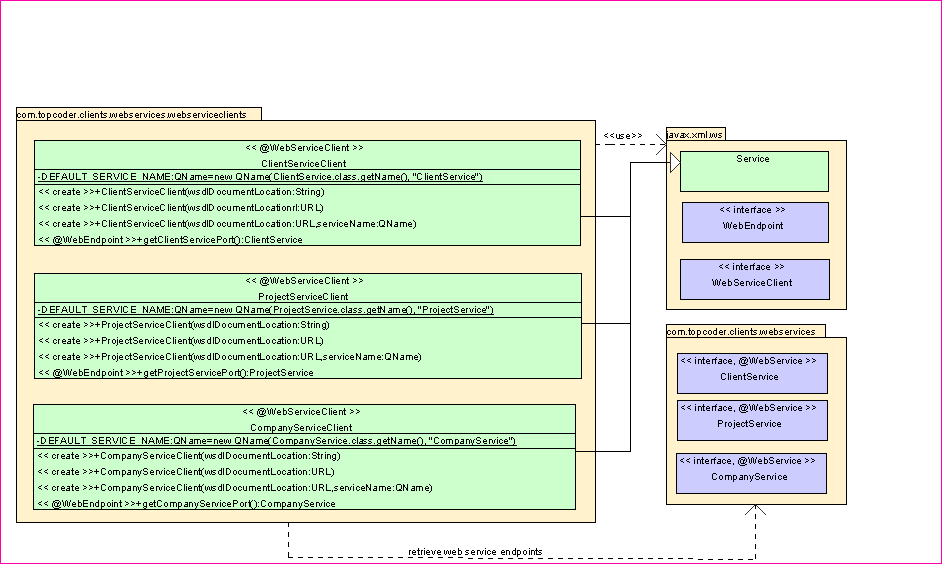 com.topcoder.clients.webservices.webserviceclients
<< @WebServiceClient >>
ClientServiceClient
-DEFAULT_SERVICE_NAME:QName=new QName(ClientService.class.getName(), "ClientService")
<< create >>+ClientServiceClient(wsdlDocumentLocation:String)
<< create >>+ClientServiceClient(wsdlDocumentLocationrl:URL)
<< create >>+ClientServiceClient(wsdlDocumentLocation:URL,serviceName:QName)
<< @WebEndpoint >>+getClientServicePort():ClientService
<< @WebServiceClient >>
ProjectServiceClient
-DEFAULT_SERVICE_NAME:QName=new QName(ProjectService.class.getName(), "ProjectService")
<< create >>+ProjectServiceClient(wsdlDocumentLocation:String)
<< create >>+ProjectServiceClient(wsdlDocumentLocation:URL)
<< create >>+ProjectServiceClient(wsdlDocumentLocation:URL,serviceName:QName)
<< @WebEndpoint >>+getProjectServicePort():ProjectService
<< @WebServiceClient >>
CompanyServiceClient
-DEFAULT_SERVICE_NAME:QName=new QName(CompanyService.class.getName(), "CompanyService")
<< create >>+CompanyServiceClient(wsdlDocumentLocation:String)
<< create >>+CompanyServiceClient(wsdlDocumentLocation:URL)
<< create >>+CompanyServiceClient(wsdlDocumentLocation:URL,serviceName:QName)
<< @WebEndpoint >>+getCompanyServicePort():CompanyService
<<use>>
javax.xml.ws
Service
<< interface >>
WebEndpoint
<< interface >>
WebServiceClient
com.topcoder.clients.webservices
<< interface, @WebService >>
ClientService
<< interface, @WebService >>
ProjectService
<< interface, @WebService >>
CompanyService
retrieve web service endpoints